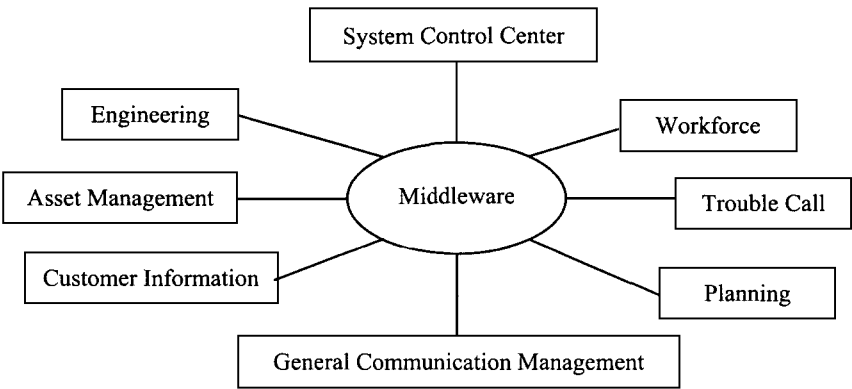 System Control Center
Engineering
Workforce
Asset Management
Middleware
Trouble Call
Customer Information
Planning
General Communication Management